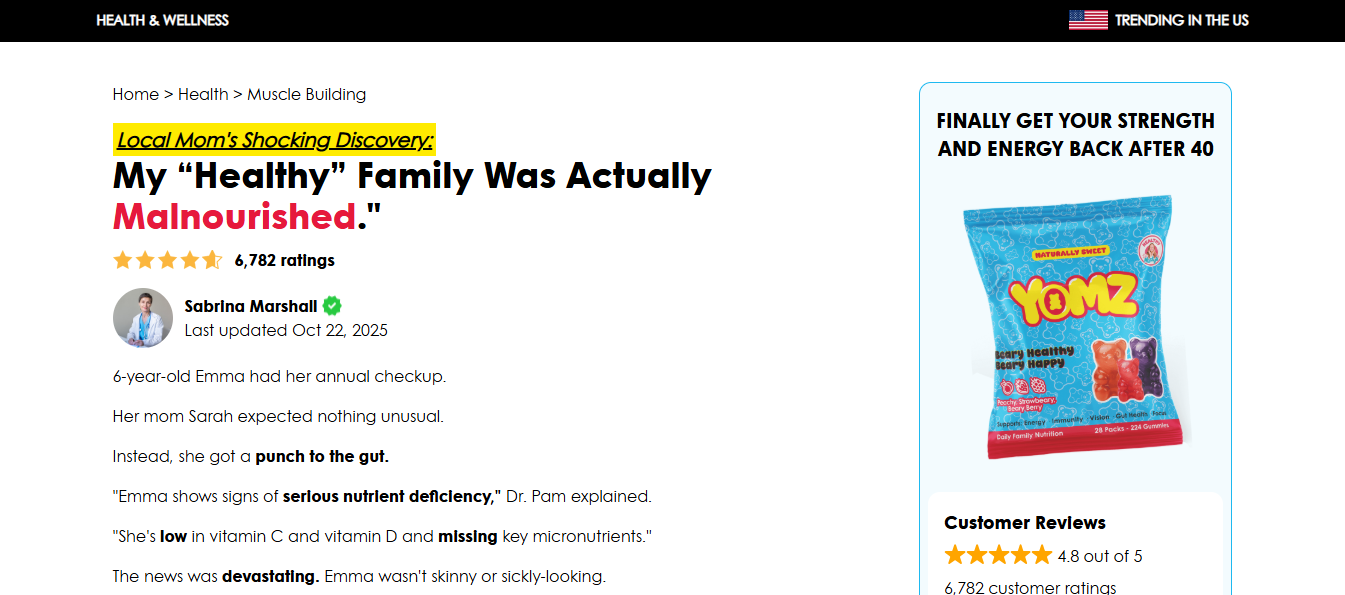 HEALTH & WELLNESS
TRENDING IN THE US
Home > Health > Muscle Building
Local Mom's Shocking Discovery:
My “Healthy” Family Was Actually
Malnourished."
6,782 ratings
Sabrina Marshall
Last updated Oct 22, 2025
6-year-old Emma had her annual checkup.
Her mom Sarah expected nothing unusual.
Instead, she got a punch to the gut.
"Emma shows signs of serious nutrient deficiency," Dr. Pam explained.
"She's low in vitamin C and vitamin D and missing key micronutrients."
The news was devastating. Emma wasn't skinny or sickly-looking.
FINALLY GET YOUR STRENGTH
AND ENERGY BACK AFTER 40
NATURALLY SWEET
YOMZ
Beary Healthy
Beary Happy
Peachy, Strawbeary,
Beary Berry
Supports: Energy · Immunity · Vision · Gut Health · Focus
Daily Family Nutrition
28 Packs - 224 Gummies
Customer Reviews
4.8 out of 5
6,782 customer ratings